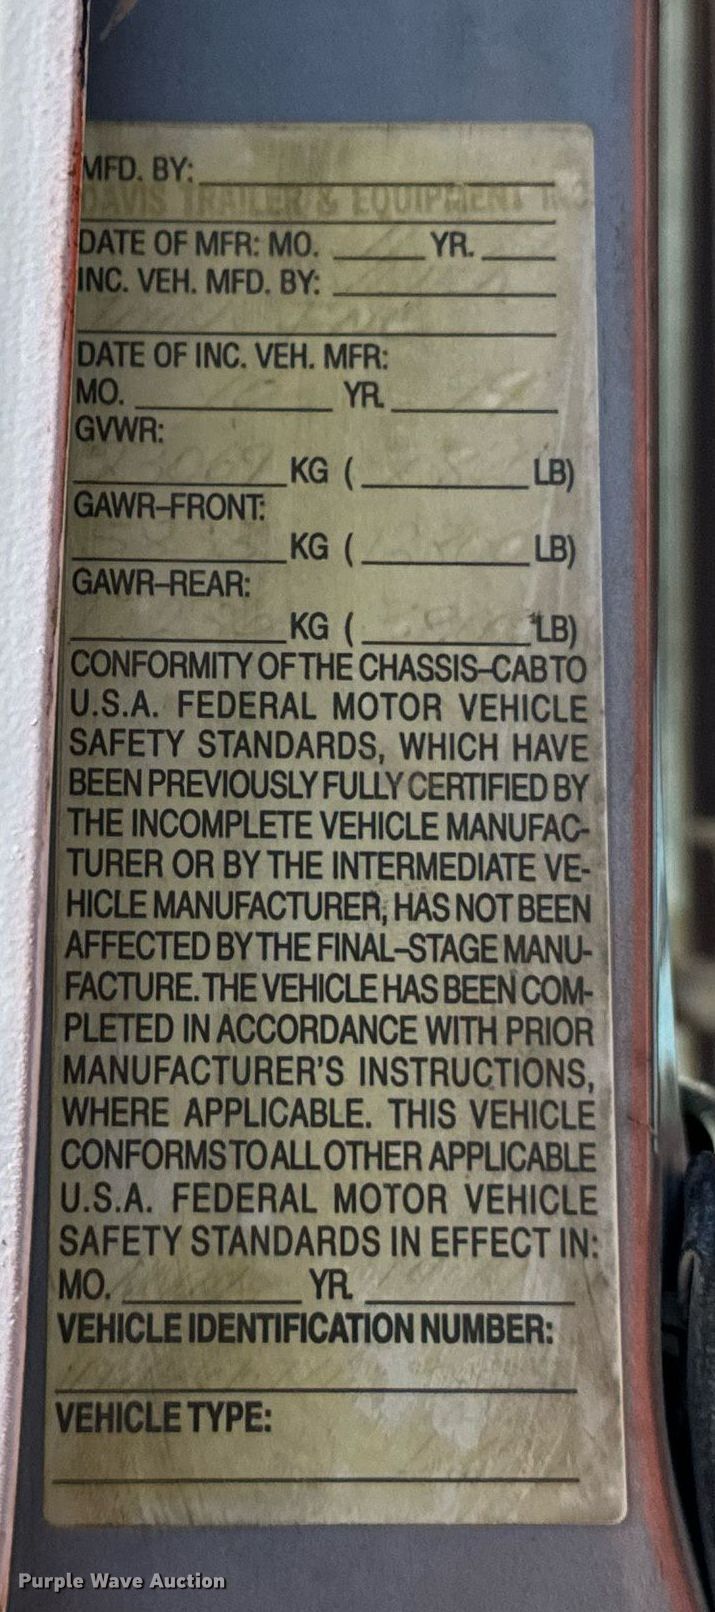 MFD. BY:
DAVIS TRAILER & EQUIPMENT INC.
DATE OF MFR: MO. YR.
INC. VEH. MFD. BY:
DATE OF INC. VEH. MFR:
MO. YR.
GVWR:
KG ( LB)
GAWR–FRONT:
KG ( LB)
GAWR–REAR:
KG ( LB)
CONFORMITY OF THE CHASSIS–CAB TO
U.S.A. FEDERAL MOTOR VEHICLE
SAFETY STANDARDS, WHICH HAVE
BEEN PREVIOUSLY FULLY CERTIFIED BY
THE INCOMPLETE VEHICLE MANUFAC-
TURER OR BY THE INTERMEDIATE VE-
HICLE MANUFACTURER, HAS NOT BEEN
AFFECTED BY THE FINAL–STAGE MANU-
FACTURE. THE VEHICLE HAS BEEN COM-
PLETED IN ACCORDANCE WITH PRIOR
MANUFACTURER'S INSTRUCTIONS,
WHERE APPLICABLE. THIS VEHICLE
CONFORMS TO ALL OTHER APPLICABLE
U.S.A. FEDERAL MOTOR VEHICLE
SAFETY STANDARDS IN EFFECT IN:
MO. YR.
VEHICLE IDENTIFICATION NUMBER:
VEHICLE TYPE:
Purple Wave Auction